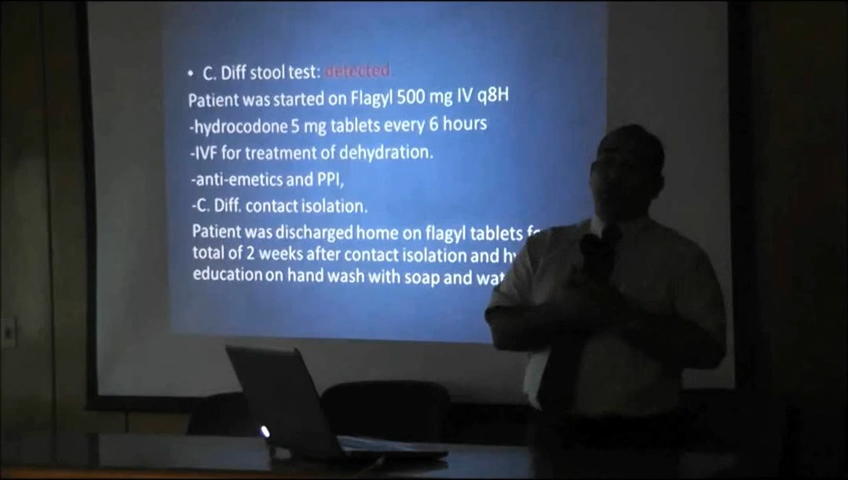 • C. Diff stool test: detected.
Patient was started on Flagyl 500 mg IV q8H
-hydrocodone 5 mg tablets every 6 hours
-IVF for treatment of dehydration.
-anti-emetics and PPI,
-C. Diff. contact isolation.
Patient was discharged home on flagyl tablets
total of 2 weeks after contact isolation and
education on hand wash with soap and